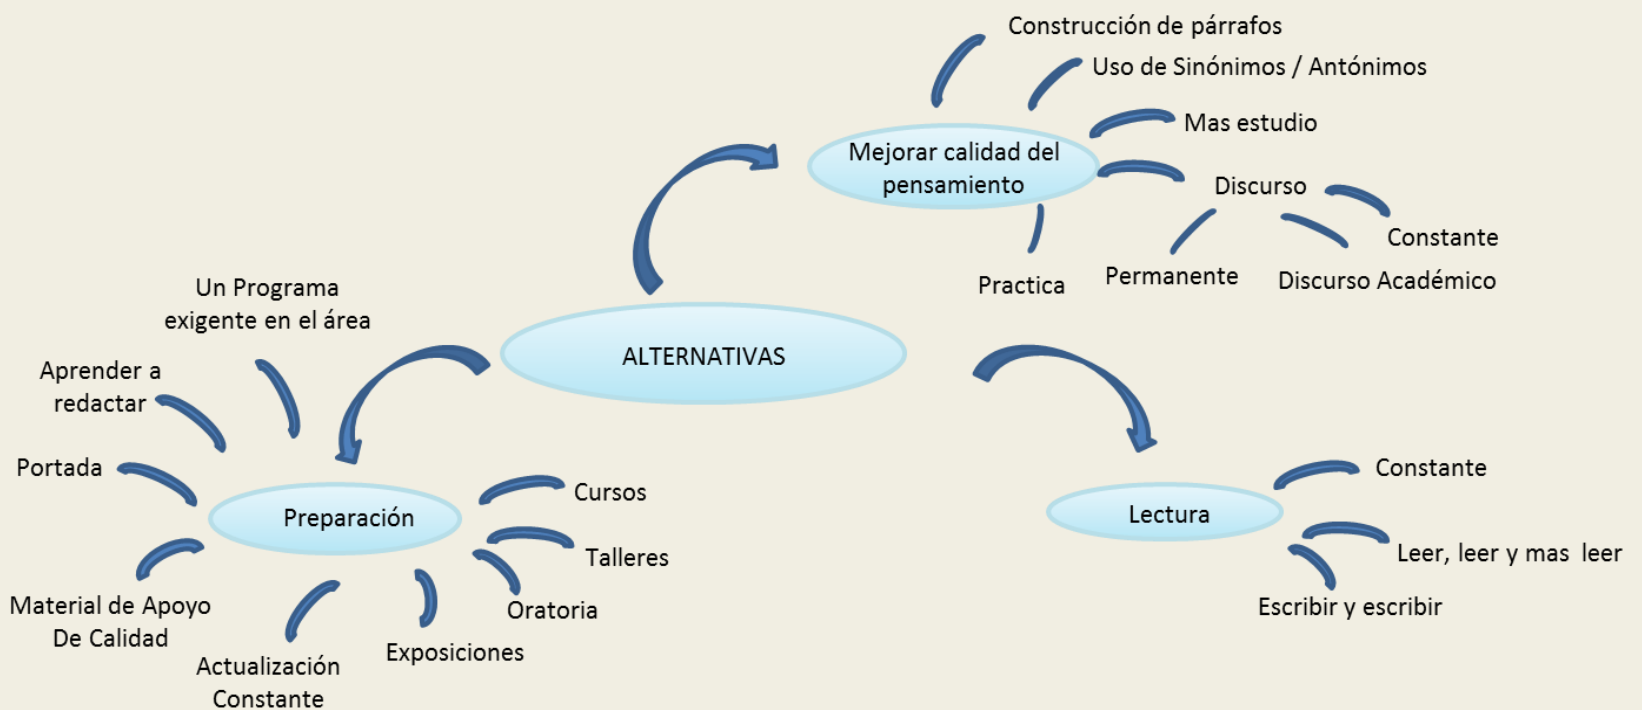 Construcción de párrafos
Uso de Sinónimos / Antónimos
Mas estudio
Mejorar calidad del
pensamiento
Discurso
Constante
Practica
Permanente
Discurso Académico
ALTERNATIVAS
Un Programa
exigente en el área
Aprender a
redactar
Portada
Preparación
Cursos
Talleres
Oratoria
Exposiciones
Actualización
Constante
Material de Apoyo
De Calidad
Lectura
Constante
Leer, leer y mas leer
Escribir y escribir